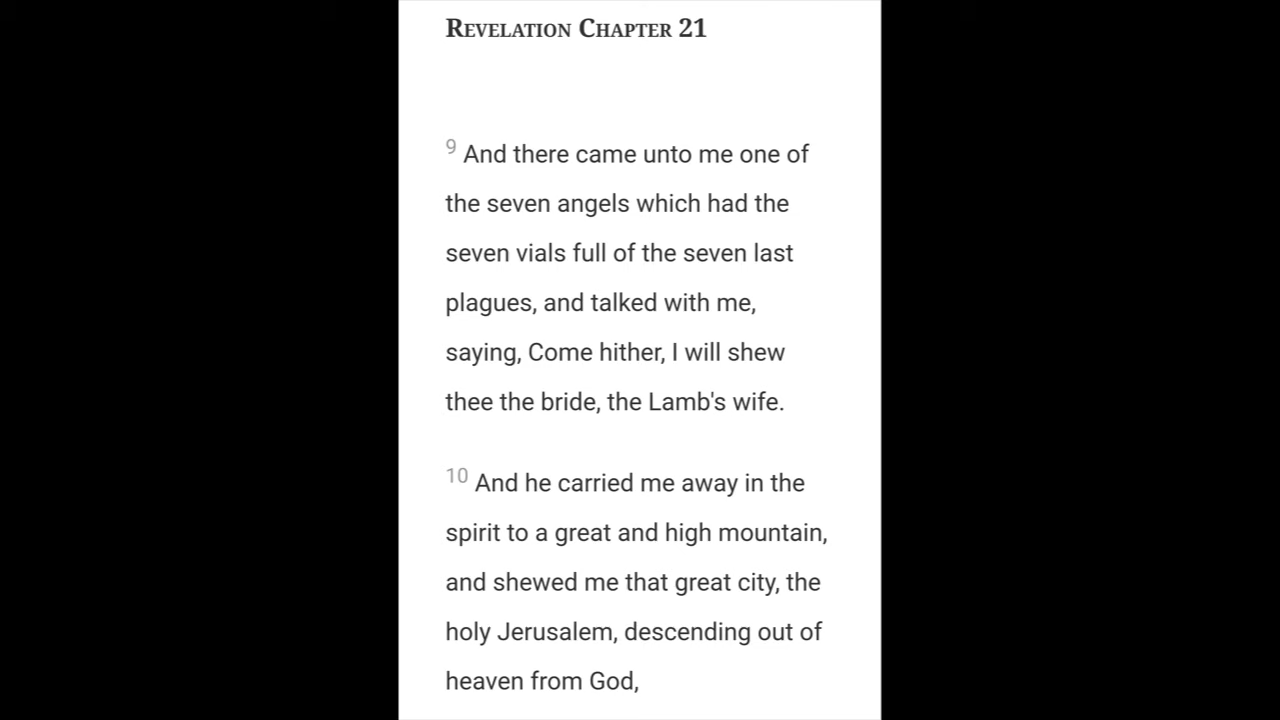 Revelation Chapter 21
9 And there came unto me one of
the seven angels which had the
seven vials full of the seven last
plagues, and talked with me,
saying, Come hither, I will shew
thee the bride, the Lamb's wife.
10 And he carried me away in the
spirit to a great and high mountain,
and shewed me that great city, the
holy Jerusalem, descending out of
heaven from God,